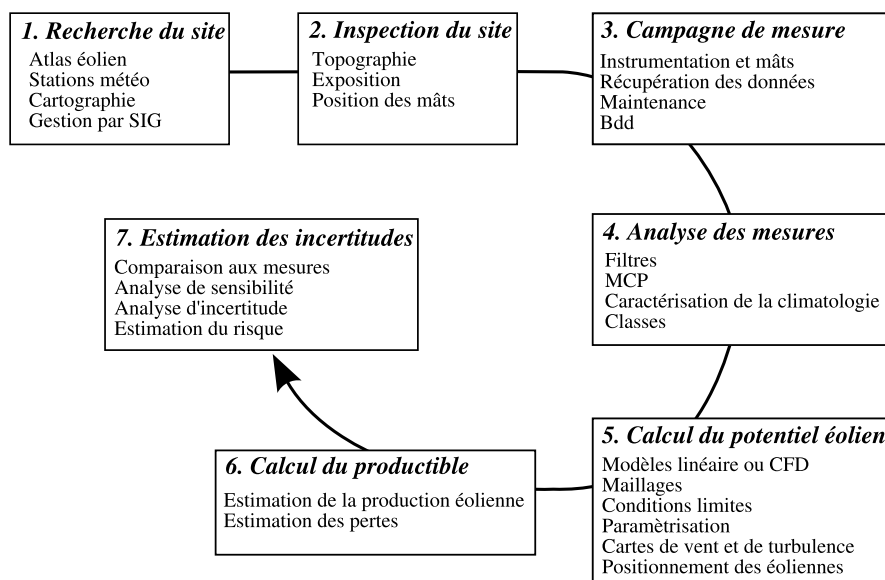 1. Recherche du site
Atlas éolien
Stations météo
Cartographie
Gestion par SIG
2. Inspection du site
Topographie
Exposition
Position des mâts
3. Campagne de mesure
Instrumentation et mâts
Récupération des données
Maintenance
Bdd
4. Analyse des mesures
Filtres
MCP
Caractérisation de la climatologie
Classes
5. Calcul du potentiel éolien
Modèles linéaire ou CFD
Maillages
Conditions limites
Paramètrisation
Cartes de vent et de turbulence
Positionnement des éoliennes
6. Calcul du productible
Estimation de la production éolienne
Estimation des pertes
7. Estimation des incertitudes
Comparaison aux mesures
Analyse de sensibilité
Analyse d'incertitude
Estimation du risque